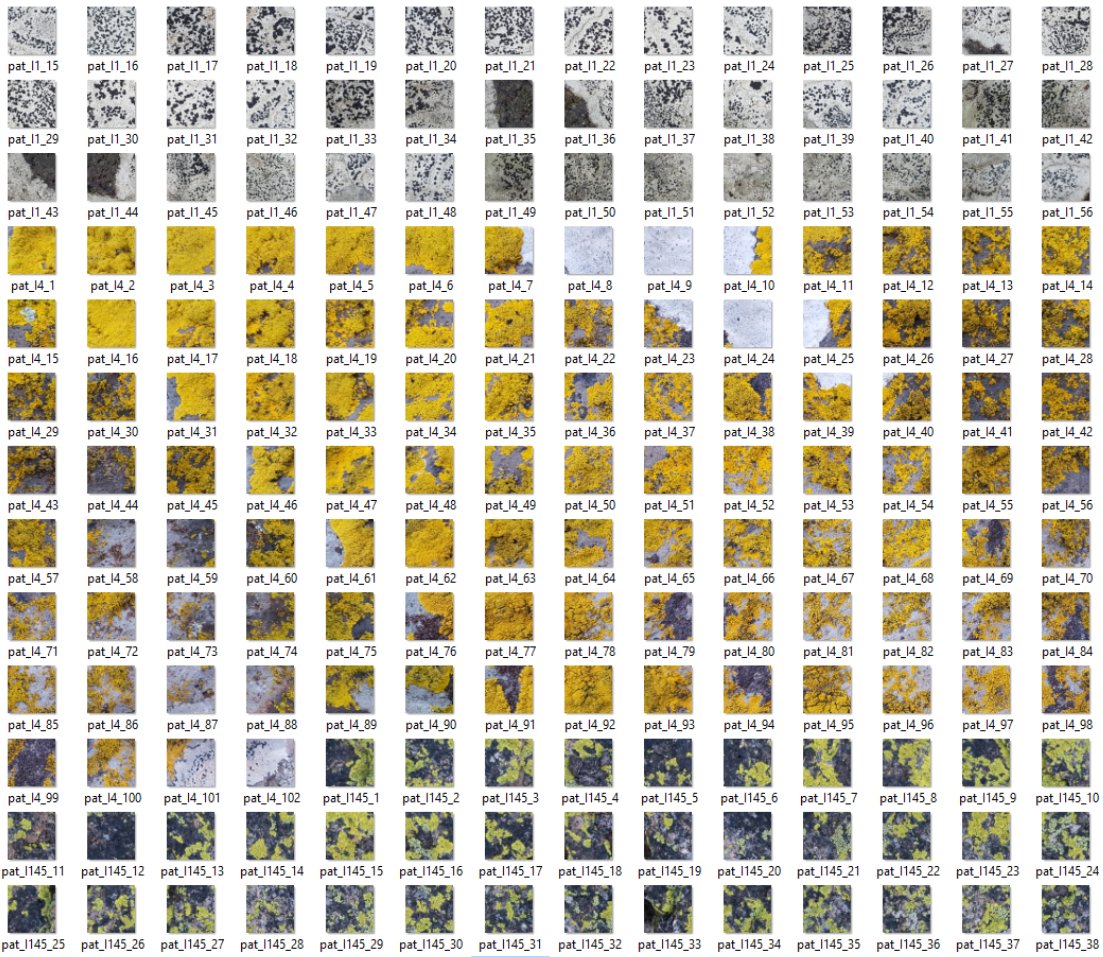 pat_l1_15 pat_l1_16 pat_l1_17 pat_l1_18 pat_l1_19 pat_l1_20 pat_l1_21 pat_l1_22 pat_l1_23 pat_l1_24 pat_l1_25 pat_l1_26 pat_l1_27 pat_l1_28
pat_l1_29 pat_l1_30 pat_l1_31 pat_l1_32 pat_l1_33 pat_l1_34 pat_l1_35 pat_l1_36 pat_l1_37 pat_l1_38 pat_l1_39 pat_l1_40 pat_l1_41 pat_l1_42
pat_l1_43 pat_l1_44 pat_l1_45 pat_l1_46 pat_l1_47 pat_l1_48 pat_l1_49 pat_l1_50 pat_l1_51 pat_l1_52 pat_l1_53 pat_l1_54 pat_l1_55 pat_l1_56
pat_l4_1 pat_l4_2 pat_l4_3 pat_l4_4 pat_l4_5 pat_l4_6 pat_l4_7 pat_l4_8 pat_l4_9 pat_l4_10 pat_l4_11 pat_l4_12 pat_l4_13 pat_l4_14
pat_l4_15 pat_l4_16 pat_l4_17 pat_l4_18 pat_l4_19 pat_l4_20 pat_l4_21 pat_l4_22 pat_l4_23 pat_l4_24 pat_l4_25 pat_l4_26 pat_l4_27 pat_l4_28
pat_l4_29 pat_l4_30 pat_l4_31 pat_l4_32 pat_l4_33 pat_l4_34 pat_l4_35 pat_l4_36 pat_l4_37 pat_l4_38 pat_l4_39 pat_l4_40 pat_l4_41 pat_l4_42
pat_l4_43 pat_l4_44 pat_l4_45 pat_l4_46 pat_l4_47 pat_l4_48 pat_l4_49 pat_l4_50 pat_l4_51 pat_l4_52 pat_l4_53 pat_l4_54 pat_l4_55 pat_l4_56
pat_l4_57 pat_l4_58 pat_l4_59 pat_l4_60 pat_l4_61 pat_l4_62 pat_l4_63 pat_l4_64 pat_l4_65 pat_l4_66 pat_l4_67 pat_l4_68 pat_l4_69 pat_l4_70
pat_l4_71 pat_l4_72 pat_l4_73 pat_l4_74 pat_l4_75 pat_l4_76 pat_l4_77 pat_l4_78 pat_l4_79 pat_l4_80 pat_l4_81 pat_l4_82 pat_l4_83 pat_l4_84
pat_l4_85 pat_l4_86 pat_l4_87 pat_l4_88 pat_l4_89 pat_l4_90 pat_l4_91 pat_l4_92 pat_l4_93 pat_l4_94 pat_l4_95 pat_l4_96 pat_l4_97 pat_l4_98
pat_l4_99 pat_l4_100 pat_l4_101 pat_l4_102 pat_l145_1 pat_l145_2 pat_l145_3 pat_l145_4 pat_l145_5 pat_l145_6 pat_l145_7 pat_l145_8 pat_l145_9 pat_l145_10
pat_l145_11 pat_l145_12 pat_l145_13 pat_l145_14 pat_l145_15 pat_l145_16 pat_l145_17 pat_l145_18 pat_l145_19 pat_l145_20 pat_l145_21 pat_l145_22 pat_l145_23 pat_l145_24
pat_l145_25 pat_l145_26 pat_l145_27 pat_l145_28 pat_l145_29 pat_l145_30 pat_l145_31 pat_l145_32 pat_l145_33 pat_l145_34 pat_l145_35 pat_l145_36 pat_l145_37 pat_l145_38